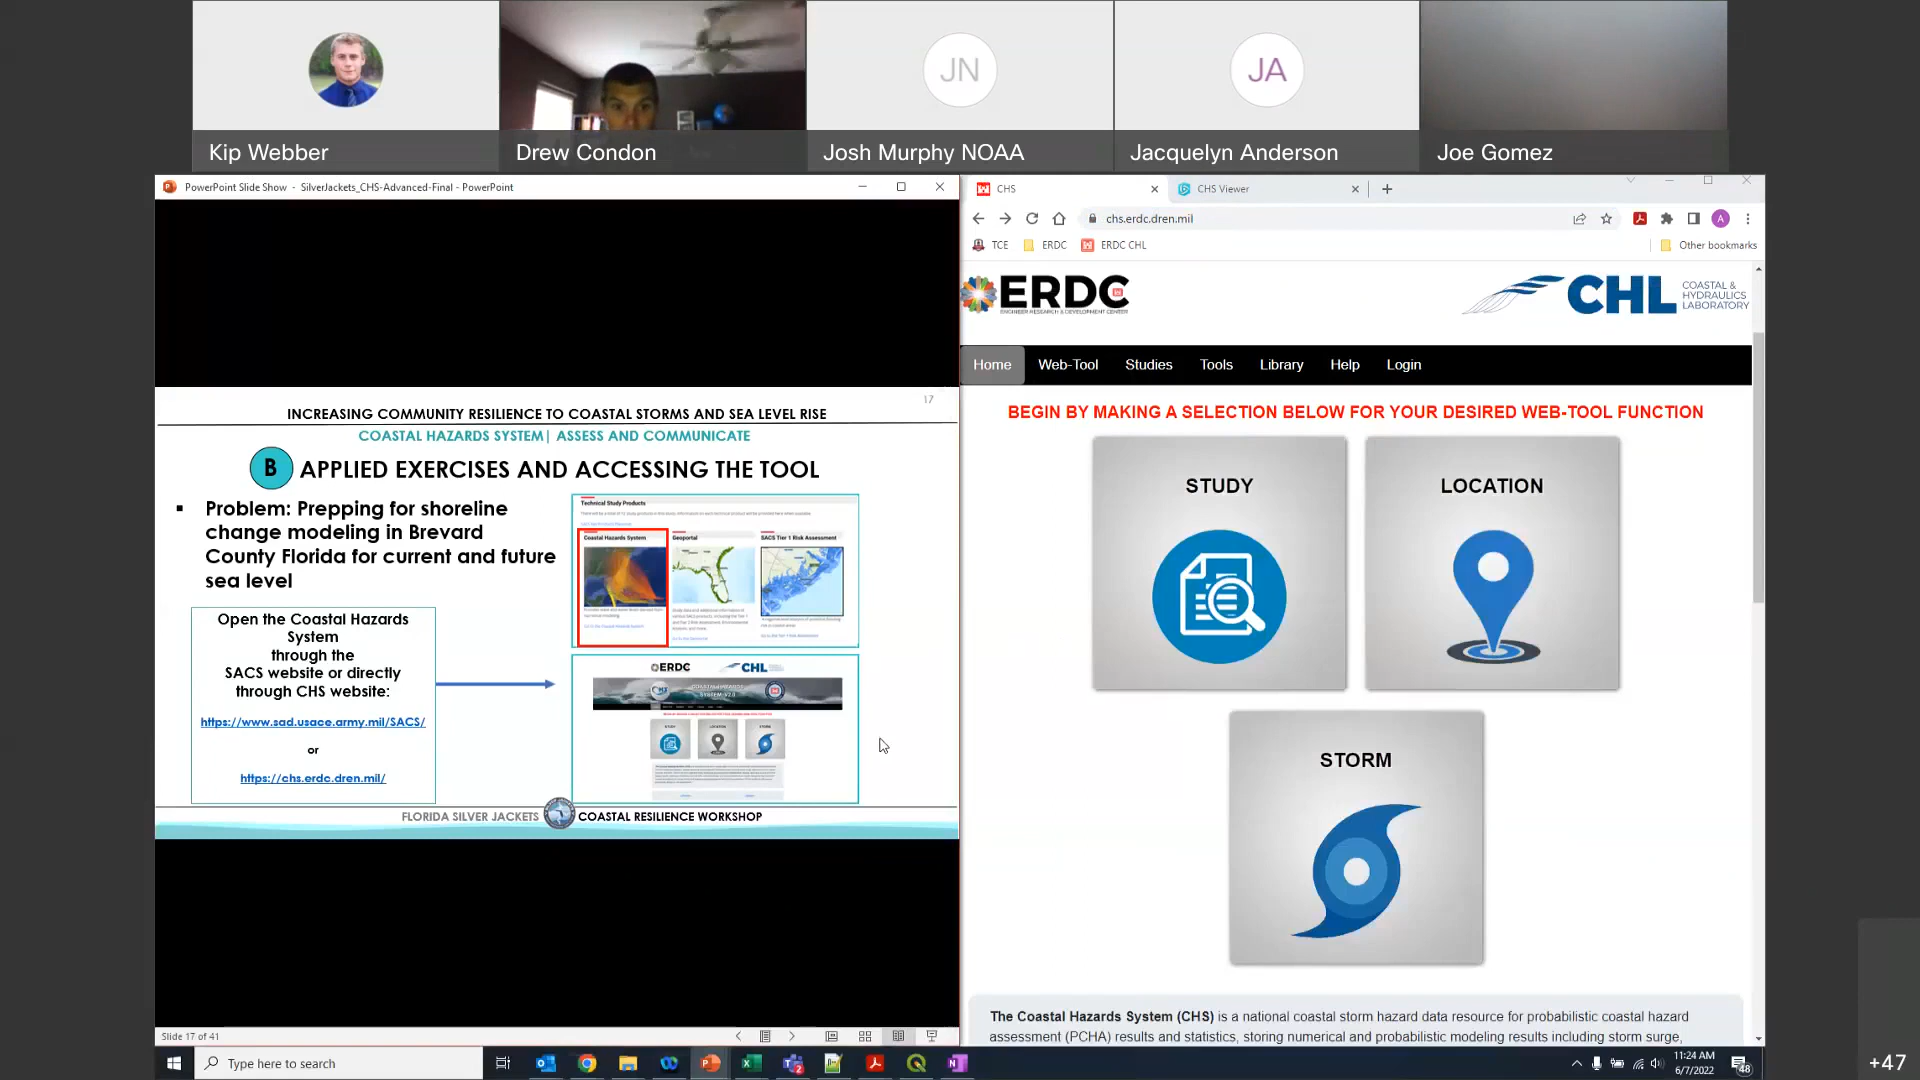 JN
JA
Kip Webber
Drew Condon
Josh Murphy NOAA
Jacquelyn Anderson
Joe Gomez
PowerPoint Slide Show - SilverJackets_CHS-Advanced-Final - PowerPoint
17
INCREASING COMMUNITY RESILIENCE TO COASTAL STORMS AND SEA LEVEL RISE
COASTAL HAZARDS SYSTEM| ASSESS AND COMMUNICATE
B
APPLIED EXERCISES AND ACCESSING THE TOOL
▪ Problem: Prepping for shoreline
change modeling in Brevard
County Florida for current and future
sea level
Open the Coastal Hazards
System
through the
SACS website or directly
through CHS website:
https://www.sad.usace.army.mil/SACS/
or
https://chs.erdc.dren.mil/
Technical Study Products
Coastal Hazards System
Geoportal
SACS Tier 1 Risk Assessment
ERDC
CHL
STUDY
LOCATION
STORM
FLORIDA SILVER JACKETS
COASTAL RESILIENCE WORKSHOP
Slide 17 of 41
CHS
CHS Viewer
chs.erdc.dren.mil
A
TCE
ERDC
ERDC CHL
Other bookmarks
ERDC
ENGINEER RESEARCH & DEVELOPMENT CENTER
CHL
COASTAL &
HYDRAULICS
LABORATORY
Home
Web-Tool
Studies
Tools
Library
Help
Login
BEGIN BY MAKING A SELECTION BELOW FOR YOUR DESIRED WEB-TOOL FUNCTION
STUDY
LOCATION
STORM
The Coastal Hazards System (CHS) is a national coastal storm hazard data resource for probabilistic coastal hazard
assessment (PCHA) results and statistics, storing numerical and probabilistic modeling results including storm surge,
Type here to search
11:24 AM
6/7/2022
48
+47